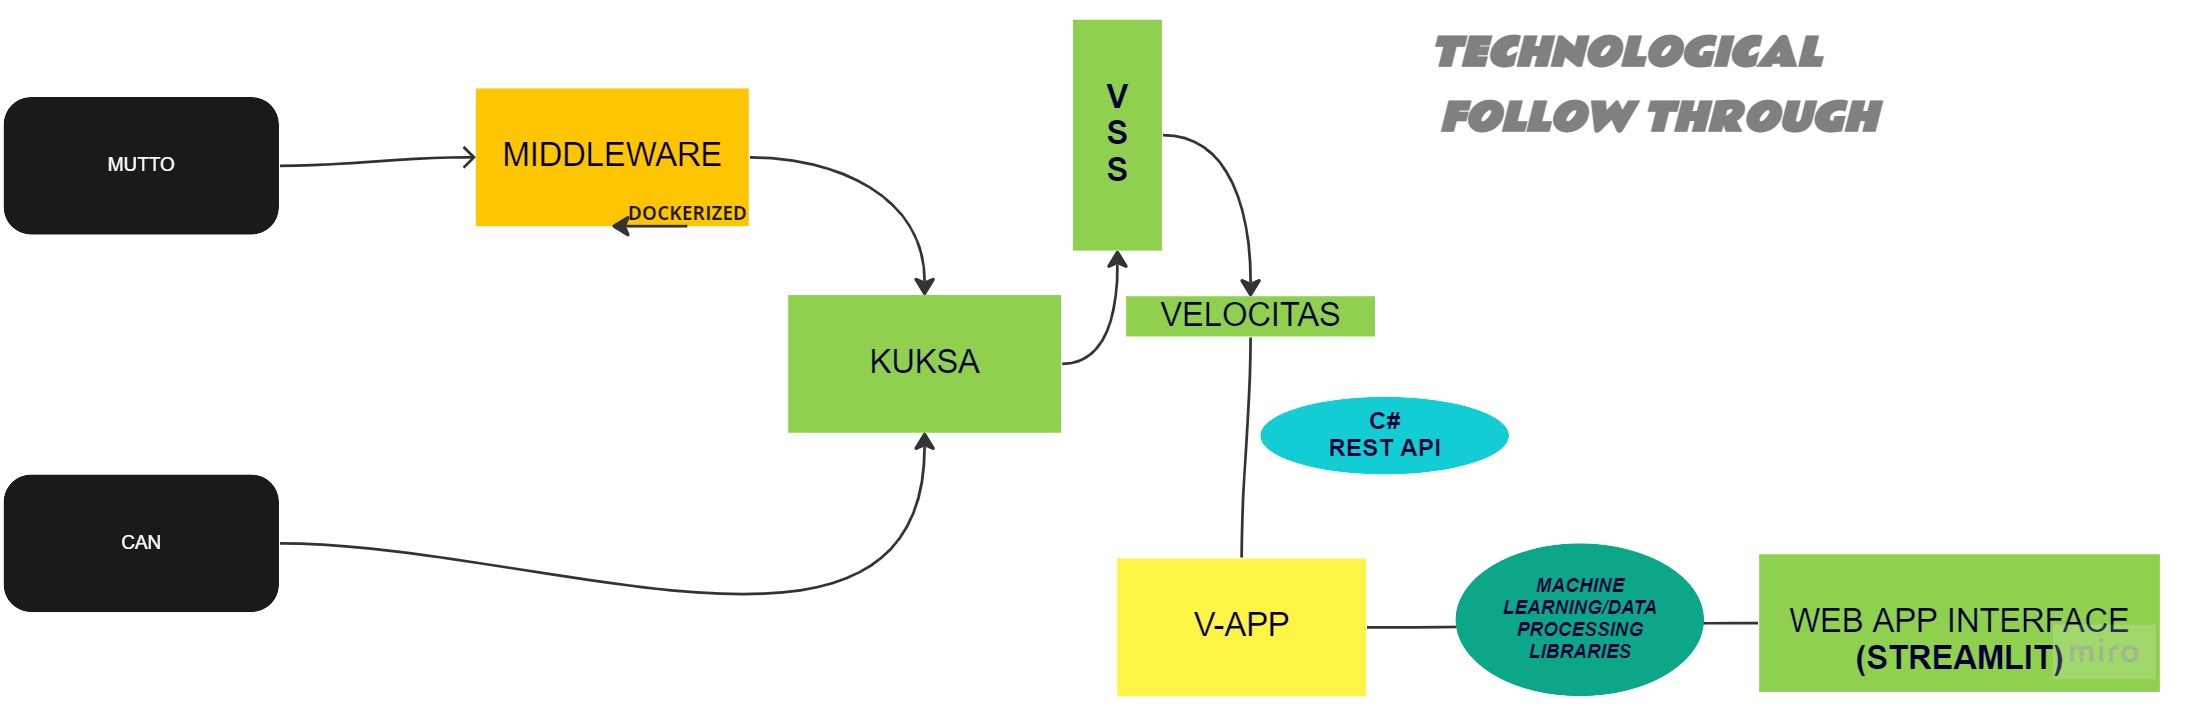 TECHNOLOGICAL
FOLLOW THROUGH
MUTTO
MIDDLEWARE
DOCKERIZED
V
S
S
VELOCITAS
KUKSA
C#
REST API
CAN
V-APP
MACHINE
LEARNING/DATA
PROCESSING
LIBRARIES
WEB APP INTERFACE
(STREAMLIT)
miro